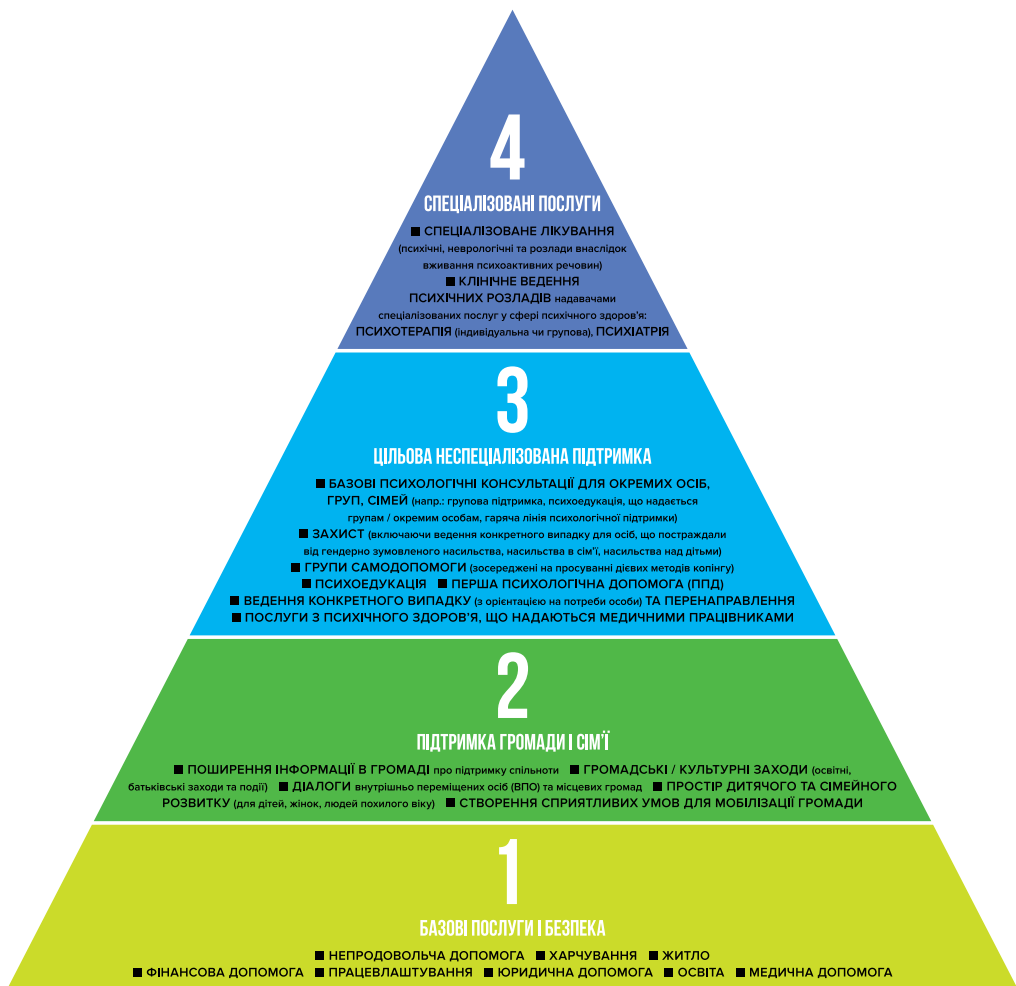 4
СПЕЦІАЛІЗОВАНІ ПОСЛУГИ
■ СПЕЦІАЛІЗОВАНЕ ЛІКУВАННЯ
(психічні, неврологічні та розлади внаслідок
вживання психоактивних речовин)
■ КЛІНІЧНЕ ВЕДЕННЯ
ПСИХІЧНИХ РОЗЛАДІВ надавачами
спеціалізованих послуг у сфері психічного здоров'я:
ПСИХОТЕРАПІЯ (індивідуальна чи групова), ПСИХІАТРІЯ
3
ЦІЛЬОВА НЕСПЕЦІАЛІЗОВАНА ПІДТРИМКА
■ БАЗОВІ ПСИХОЛОГІЧНІ КОНСУЛЬТАЦІЇ ДЛЯ ОКРЕМИХ ОСІБ,
ГРУП, СІМЕЙ (напр.: групова підтримка, психоедукація, що надається
групам / окремим особам, гаряча лінія психологічної підтримки)
■ ЗАХИСТ (включаючи ведення конкретного випадку для осіб, що постраждали
від гендерно зумовленого насильства, насильства в сім'ї, насильства над дітьми)
■ ГРУПИ САМОДОПОМОГИ (зосереджені на просуванні дієвих методів копінгу)
■ ПСИХОЕДУКАЦІЯ ■ ПЕРША ПСИХОЛОГІЧНА ДОПОМОГА (ППД)
■ ВЕДЕННЯ КОНКРЕТНОГО ВИПАДКУ (з орієнтацією на потреби особи) ТА ПЕРЕНАПРАВЛЕННЯ
■ ПОСЛУГИ З ПСИХІЧНОГО ЗДОРОВ'Я, ЩО НАДАЮТЬСЯ МЕДИЧНИМИ ПРАЦІВНИКАМИ
2
ПІДТРИМКА ГРОМАДИ І СІМ'Ї
■ ПОШИРЕННЯ ІНФОРМАЦІЇ В ГРОМАДІ про підтримку спільноти ■ ГРОМАДСЬКІ / КУЛЬТУРНІ ЗАХОДИ (освітні,
батьківські заходи та події) ■ ДІАЛОГИ внутрішньо переміщених осіб (ВПО) та місцевих громад ■ ПРОСТІР ДИТЯЧОГО ТА СІМЕЙНОГО
РОЗВИТКУ (для дітей, жінок, людей похилого віку) ■ СТВОРЕННЯ СПРИЯТЛИВИХ УМОВ ДЛЯ МОБІЛІЗАЦІЇ ГРОМАДИ
1
БАЗОВІ ПОСЛУГИ І БЕЗПЕКА
■ НЕПРОДОВОЛЬЧА ДОПОМОГА ■ ХАРЧУВАННЯ ■ ЖИТЛО
■ ФІНАНСОВА ДОПОМОГА ■ ПРАЦЕВЛАШТУВАННЯ ■ ЮРИДИЧНА ДОПОМОГА ■ ОСВІТА ■ МЕДИЧНА ДОПОМОГА